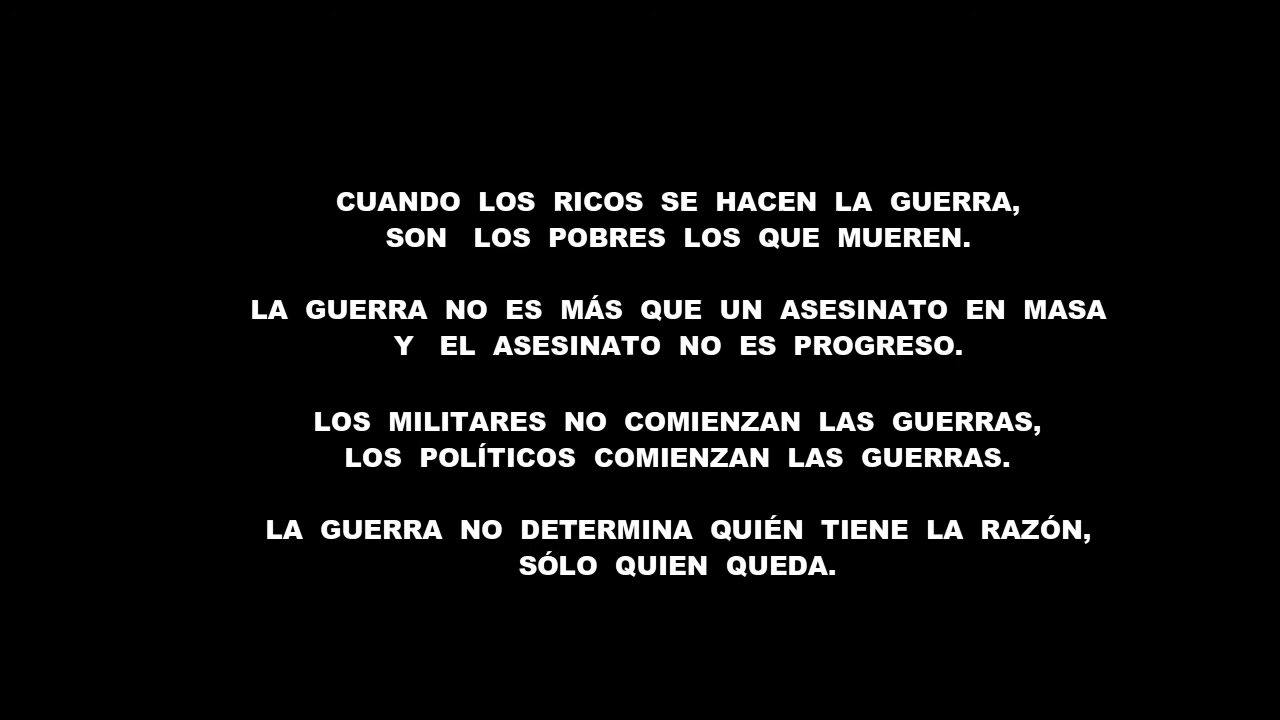 CUANDO LOS RICOS SE HACEN LA GUERRA,
SON LOS POBRES LOS QUE MUEREN.
LA GUERRA NO ES MÁS QUE UN ASESINATO EN MASA
Y EL ASESINATO NO ES PROGRESO.
LOS MILITARES NO COMIENZAN LAS GUERRAS,
LOS POLÍTICOS COMIENZAN LAS GUERRAS.
LA GUERRA NO DETERMINA QUIÉN TIENE LA RAZÓN,
SÓLO QUIEN QUEDA.